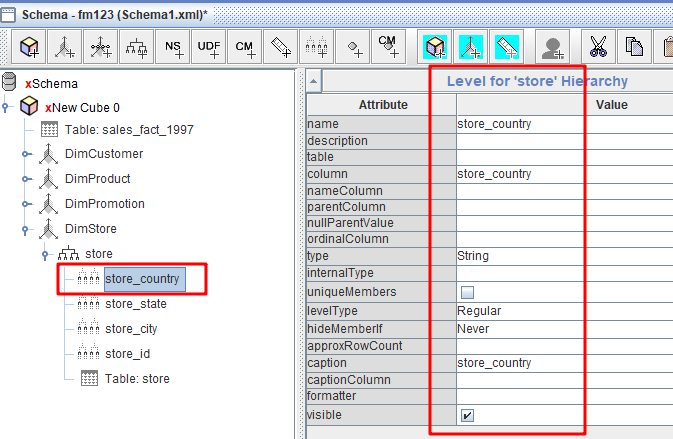 Schema - fm123 (Schema1.xml)*
NS UDF CM CM
xSchema
xNew Cube 0
Table: sales_fact_1997
DimCustomer
DimProduct
DimPromotion
DimStore
store
store_country
store_state
store_city
store_id
Table: store
Level for 'store' Hierarchy
Attribute Value
name store_country
description
table
column store_country
nameColumn
parentColumn
nullParentValue
ordinalColumn
type String
internalType
uniqueMembers
levelType Regular
hideMemberIf Never
approxRowCount
caption store_country
captionColumn
formatter
visible